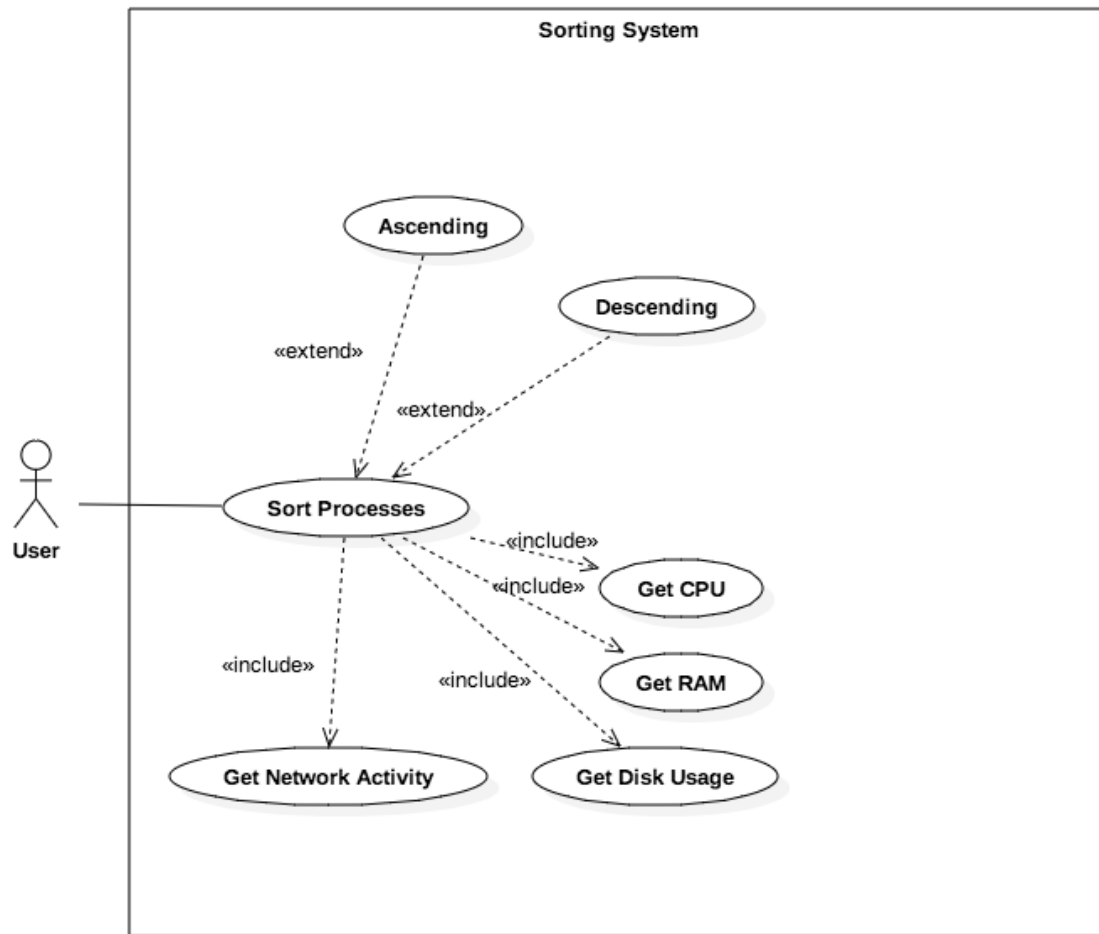 Sorting System
Ascending
Descending
«extend»
«extend»
User
Sort Processes
«include»
Get CPU
«include»
«include»
«include»
Get RAM
Get Network Activity
Get Disk Usage